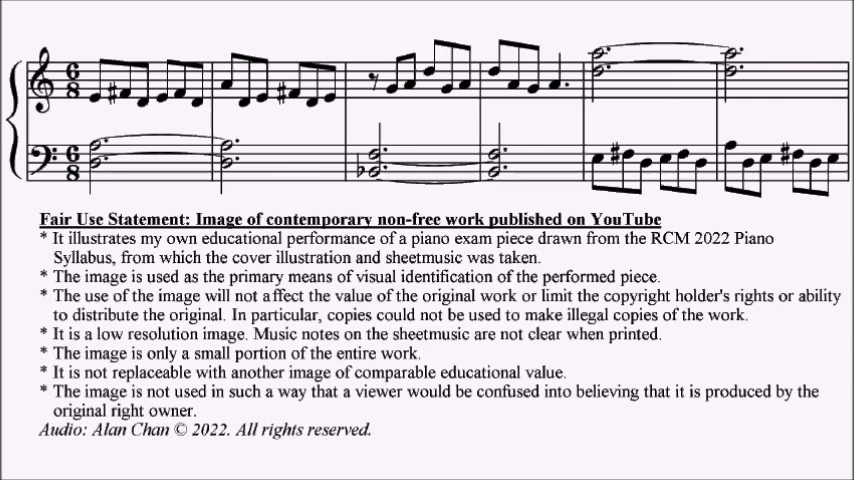 6 8
6 8
Fair Use Statement: Image of contemporary non-free work published on YouTube
* It illustrates my own educational performance of a piano exam piece drawn from the RCM 2022 Piano
Syllabus, from which the cover illustration and sheetmusic was taken.
* The image is used as the primary means of visual identification of the performed piece.
* The use of the image will not affect the value of the original work or limit the copyright holder's rights or ability
to distribute the original. In particular, copies could not be used to make illegal copies of the work.
* It is a low resolution image. Music notes on the sheetmusic are not clear when printed.
* The image is only a small portion of the entire work.
* It is not replaceable with another image of comparable educational value.
* The image is not used in such a way that a viewer would be confused into believing that it is produced by the
original right owner.
Audio: Alan Chan © 2022. All rights reserved.